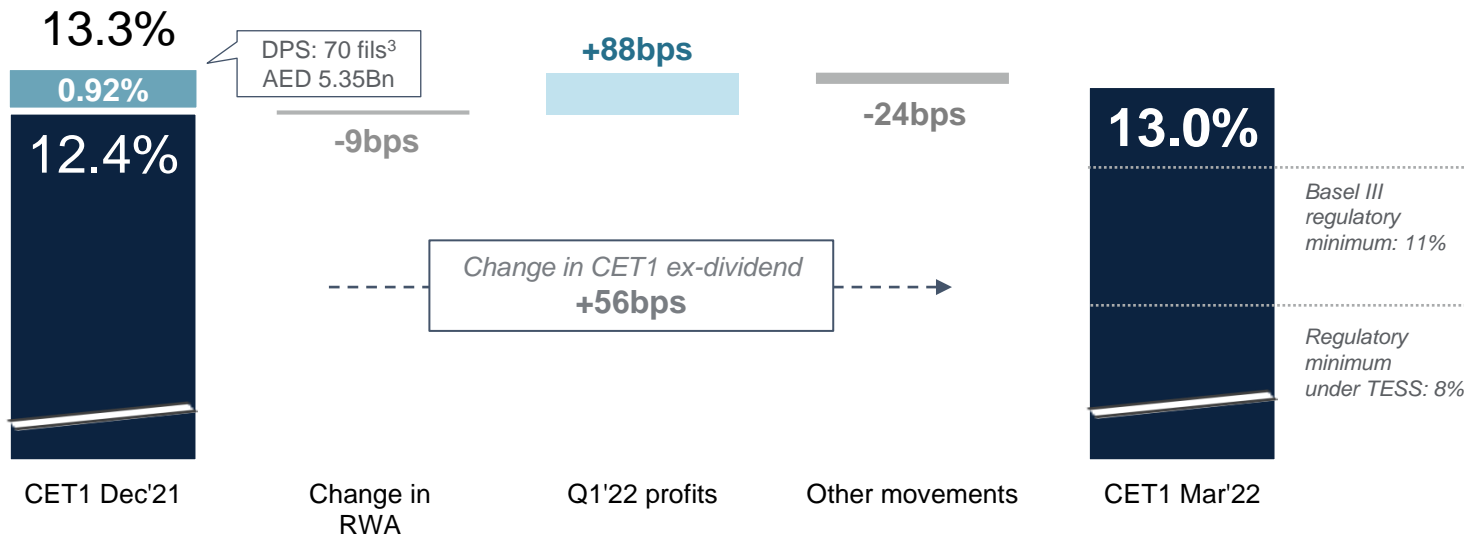 13.3%
DPS: 70 fils³
AED 5.35Bn
0.92%
12.4%
-9bps
+88bps
-24bps
13.0%
Change in CET1 ex-dividend
+56bps
Basel III
regulatory
minimum: 11%
Regulatory
minimum
under TESS: 8%
CET1 Dec'21
Change in
RWA
Q1'22 profits
Other movements
CET1 Mar'22